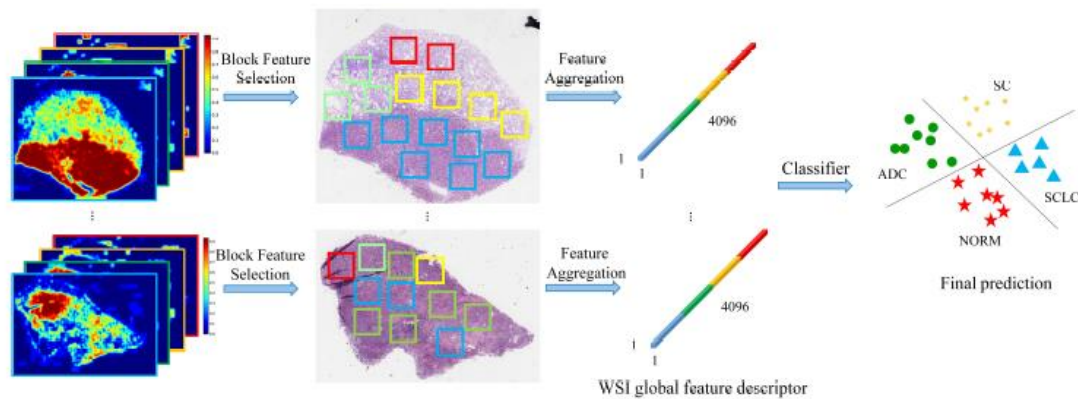 Block Feature
Selection
Feature
Aggregation
4096
1
Classifier
SC
ADC
SCLC
NORM
Final prediction
...
...
Block Feature
Selection
Feature
Aggregation
4096
1
1
WSI global feature descriptor